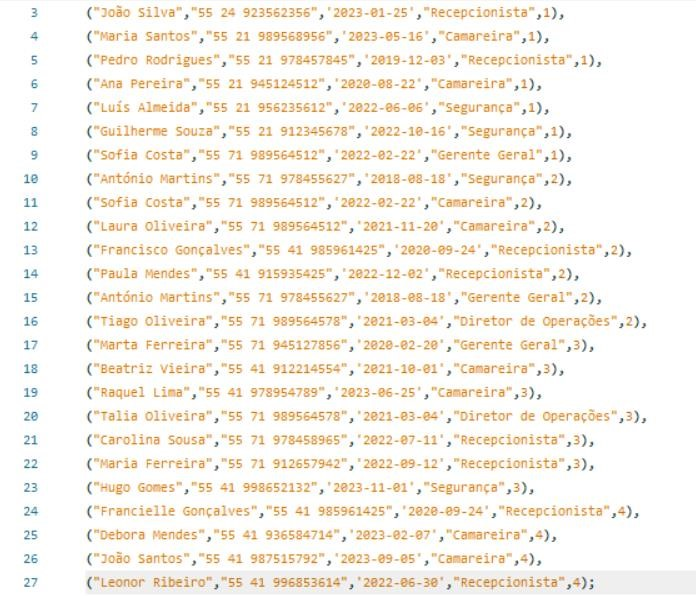 3 ("João Silva","55 24 923562356",'2023-01-25',"Recepcionista",1),
4 ("Maria Santos","55 21 989568956",'2023-05-16',"Camareira",1),
5 ("Pedro Rodrigues","55 21 978457845",'2019-12-03',"Recepcionista",1),
6 ("Ana Pereira","55 21 945124512",'2020-08-22',"Camareira",1),
7 ("Luís Almeida","55 21 956235612",'2022-06-06',"Segurança",1),
8 ("Guilherme Souza","55 21 912345678",'2022-10-16',"Segurança",1),
9 ("Sofia Costa","55 71 989564512",'2022-02-22',"Gerente Geral",1),
10 ("António Martins","55 71 978455627",'2018-08-18',"Segurança",2),
11 ("Sofia Costa","55 71 989564512",'2022-02-22',"Camareira",2),
12 ("Laura Oliveira","55 71 989564512",'2021-11-20',"Camareira",2),
13 ("Francisco Gonçalves","55 41 985961425",'2020-09-24',"Recepcionista",2),
14 ("Paula Mendes","55 41 915935425",'2022-12-02',"Recepcionista",2),
15 ("António Martins","55 71 978455627",'2018-08-18',"Gerente Geral",2),
16 ("Tiago Oliveira","55 71 989564578",'2021-03-04',"Diretor de Operações",2),
17 ("Marta Ferreira","55 71 945127856",'2020-02-20',"Gerente Geral",3),
18 ("Beatriz Vieira","55 41 912214554",'2021-10-01',"Camareira",3),
19 ("Raquel Lima","55 41 978954789",'2023-06-25',"Camareira",3),
20 ("Talia Oliveira","55 71 989564578",'2021-03-04',"Diretor de Operações",3),
21 ("Carolina Sousa","55 71 978458965",'2022-07-11',"Recepcionista",3),
22 ("Maria Ferreira","55 71 912657942",'2022-09-12',"Recepcionista",3),
23 ("Hugo Gomes","55 41 998652132",'2023-11-01',"Segurança",3),
24 ("Francielle Gonçalves","55 41 985961425",'2020-09-24',"Recepcionista",4),
25 ("Debora Mendes","55 41 936584714",'2023-02-07',"Camareira",4),
26 ("João Santos","55 41 987515792",'2023-09-05',"Camareira",4),
27 ("Leonor Ribeiro","55 41 996853614",'2022-06-30',"Recepcionista",4);